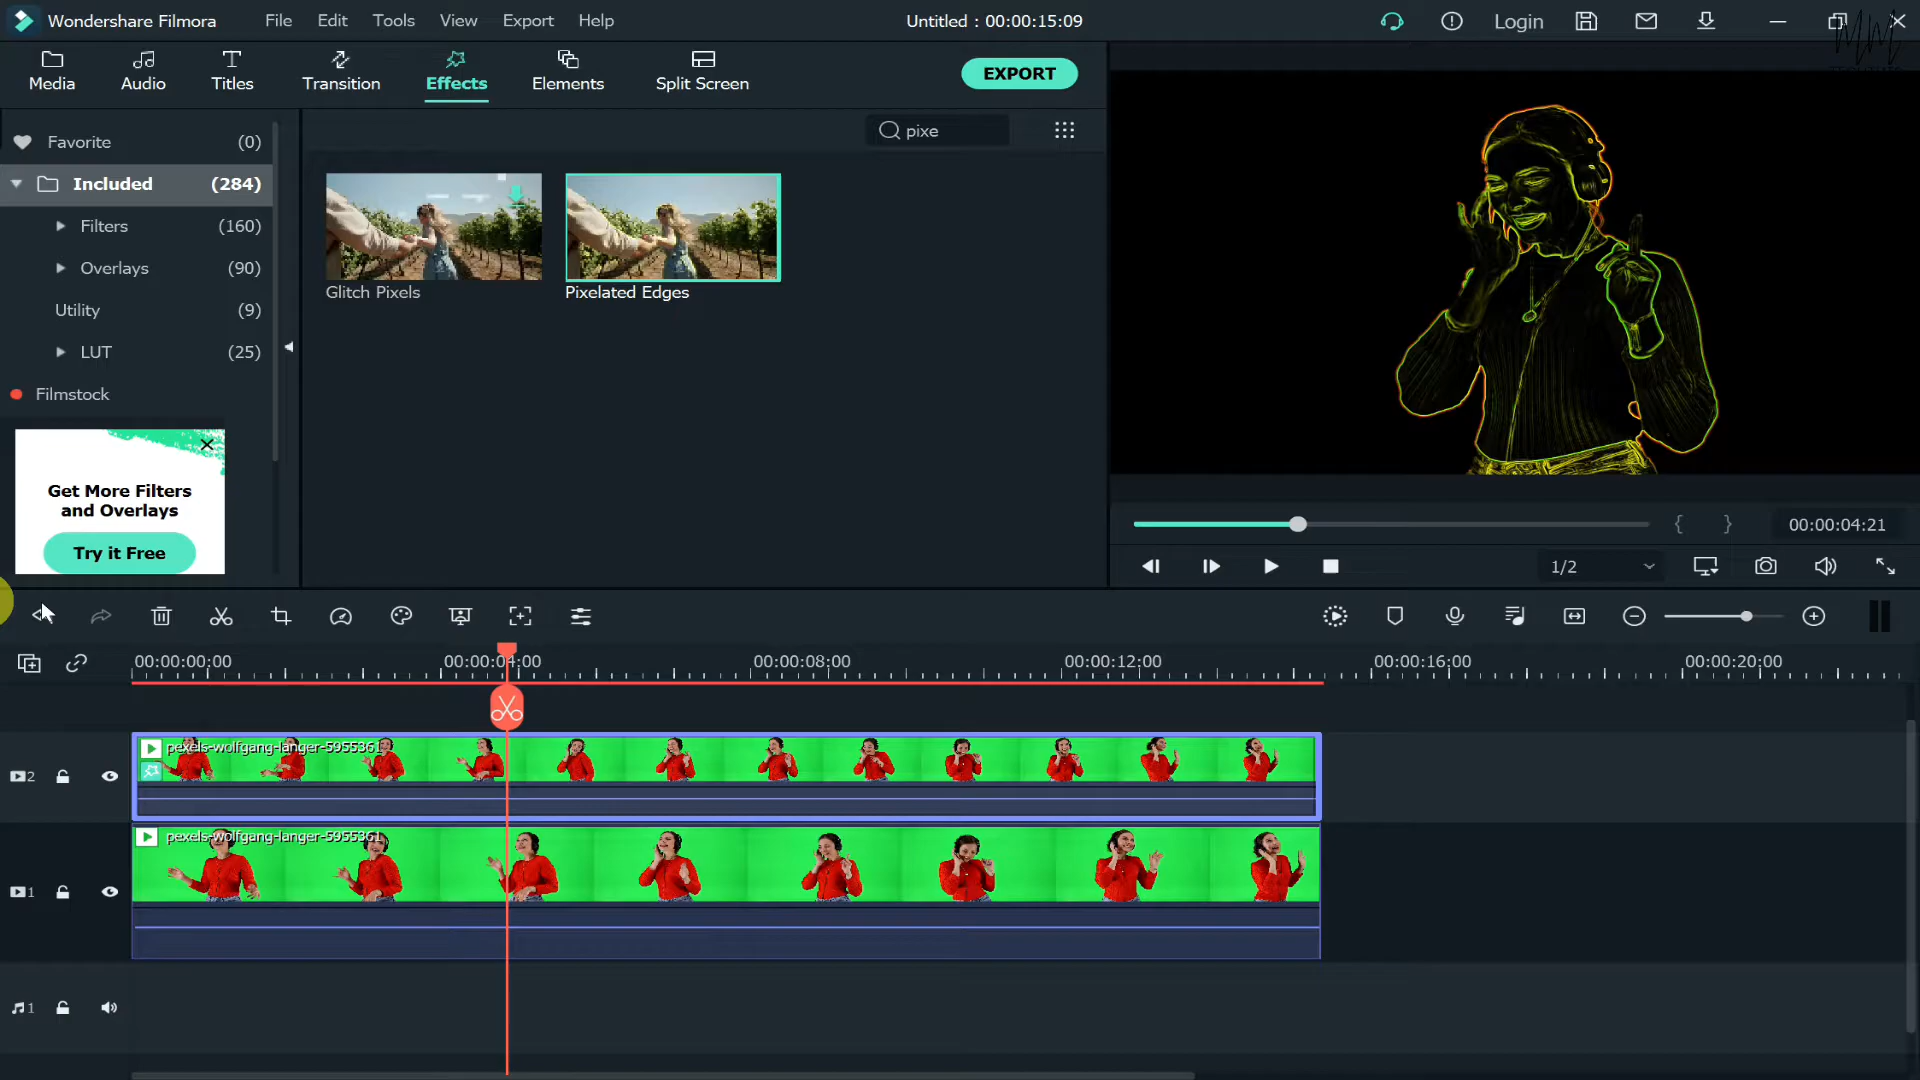 Wondershare Filmora
File Edit Tools View Export Help
Untitled : 00:00:15:09
Login
Media Audio Titles Transition Effects Elements Split Screen
EXPORT
Favorite (0)
Included (284)
Filters (160)
Overlays (90)
Utility (9)
LUT (25)
Filmstock
pixe
Glitch Pixels
Pixelated Edges
Get More Filters
and Overlays
Try it Free
{ } 00:00:04:21
1/2
00:00:00:00 00:00:04:00 00:00:08:00 00:00:12:00 00:00:16:00 00:00:20:00
2
pexels-wolfgang-langer-5955361
1
pexels-wolfgang-langer-5955361
1